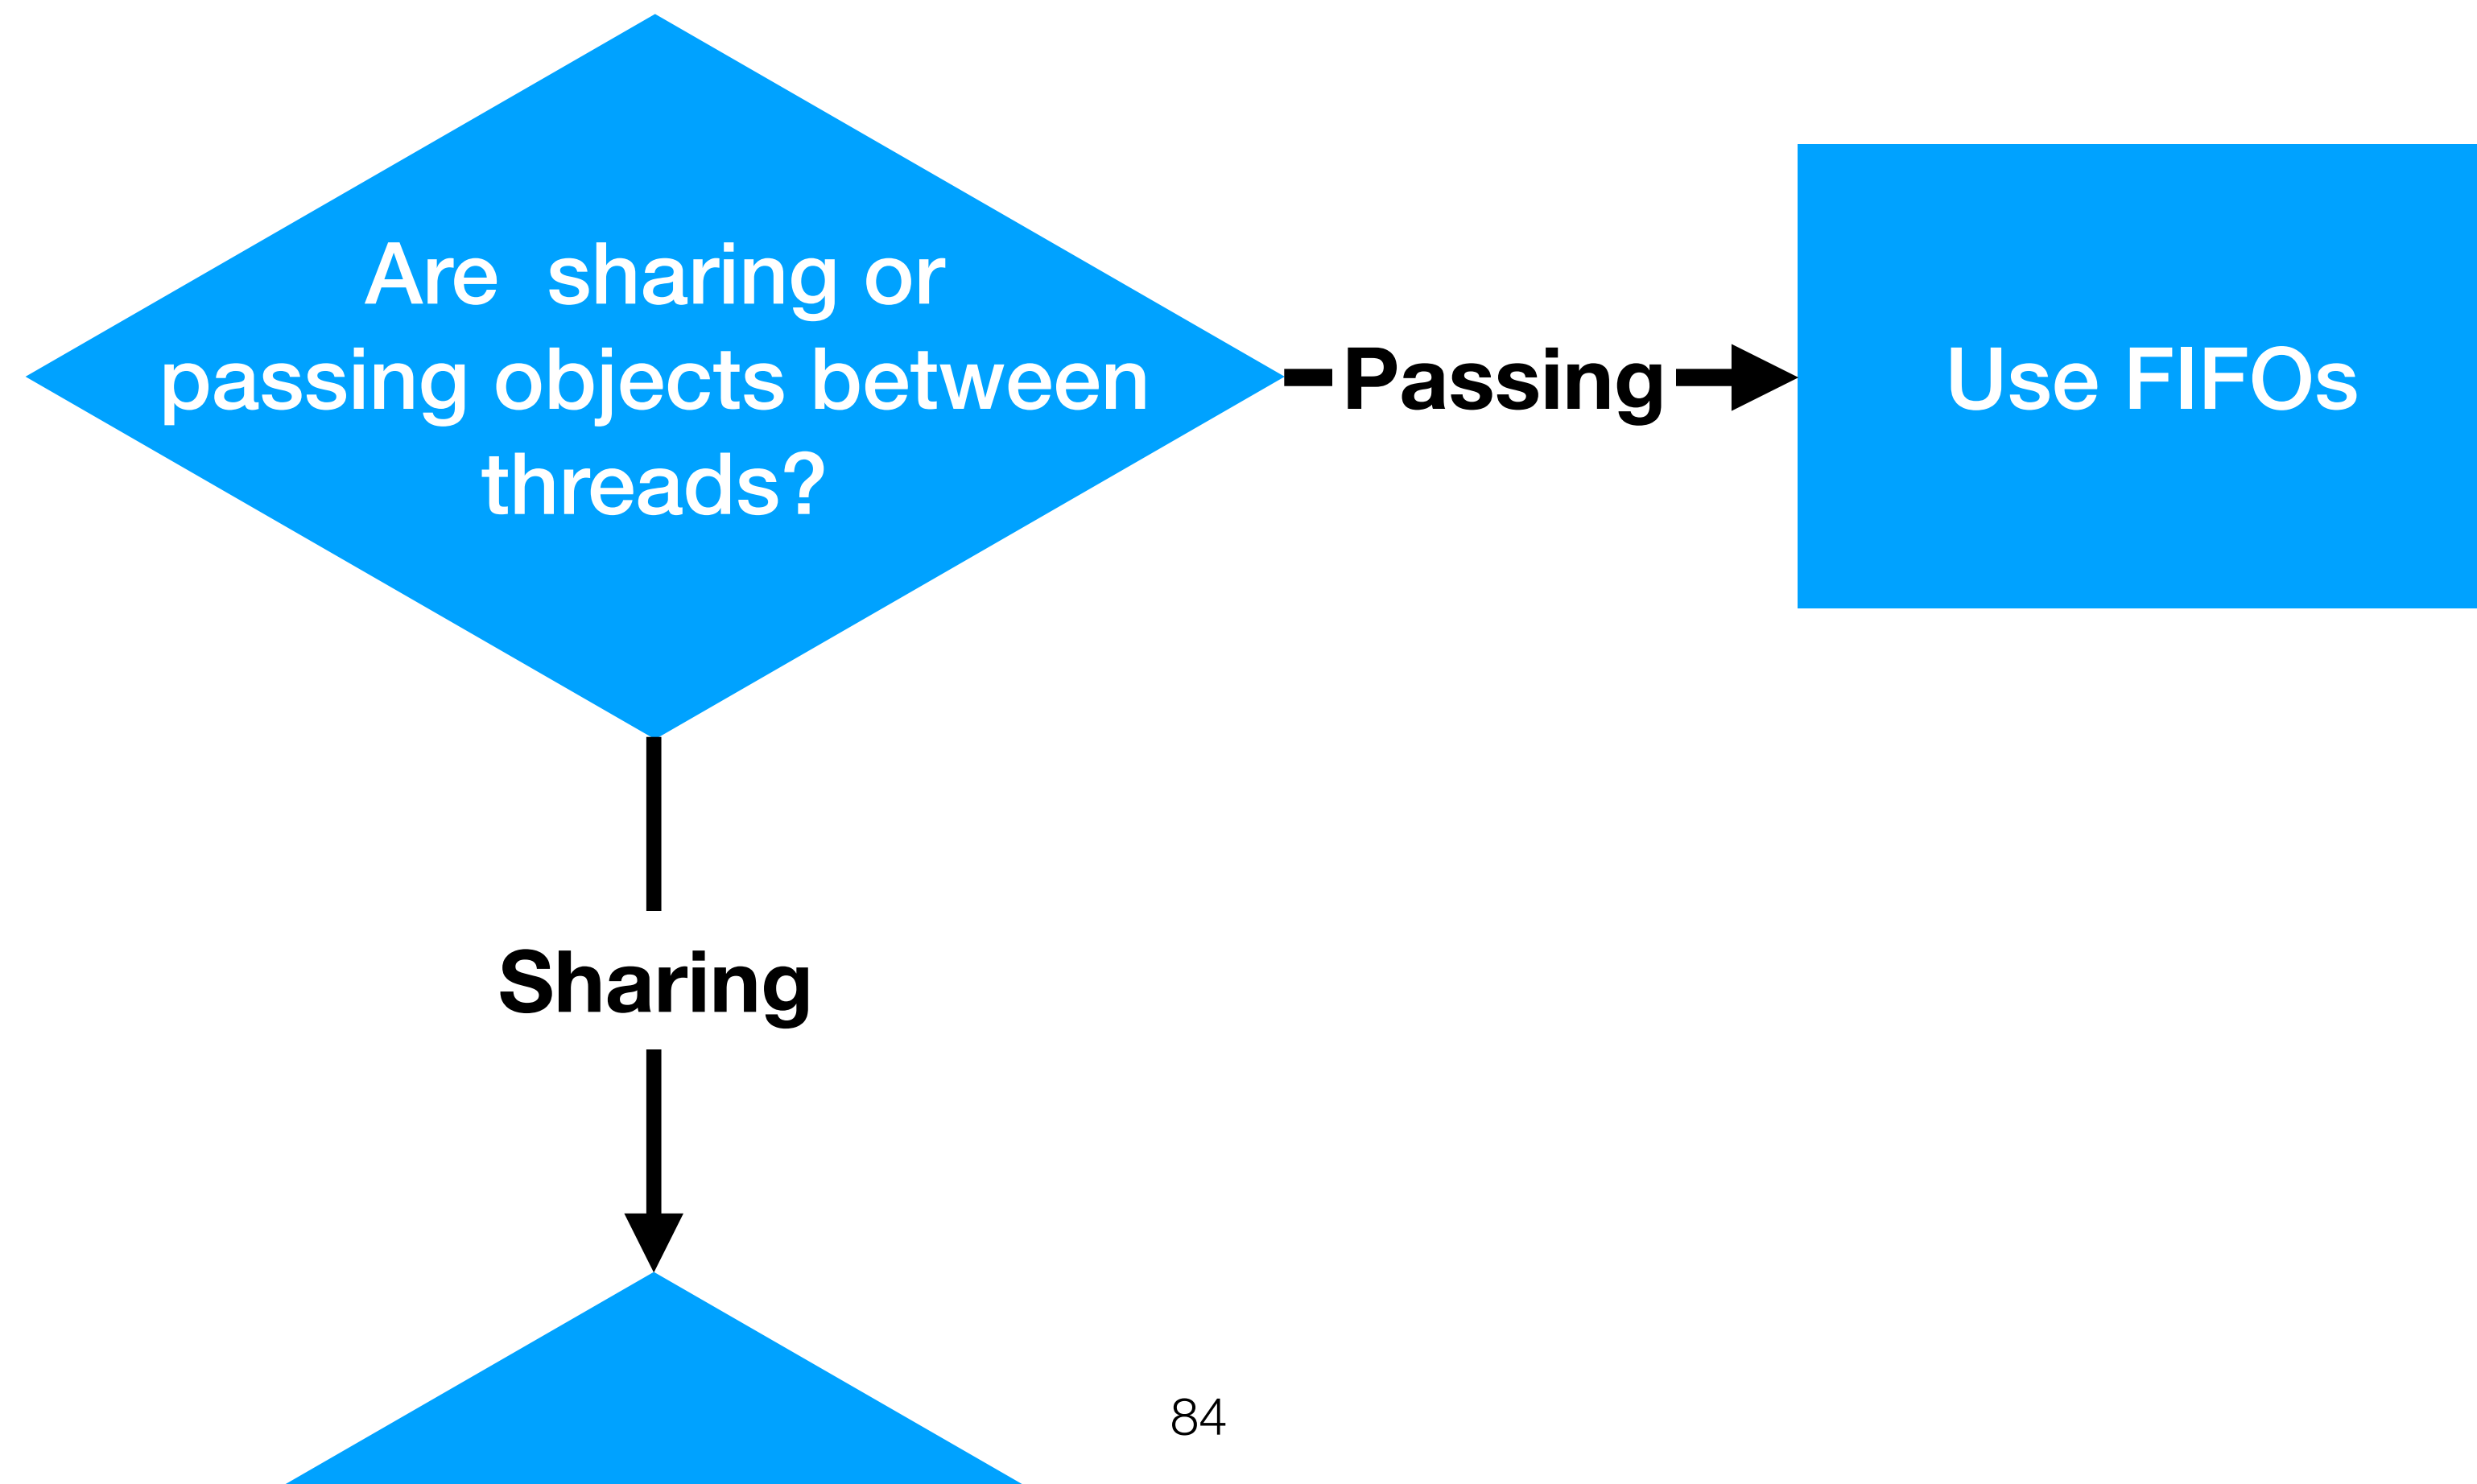 Are  sharing or
passing objects between
threads?
Passing
Use FIFOs
Sharing
84